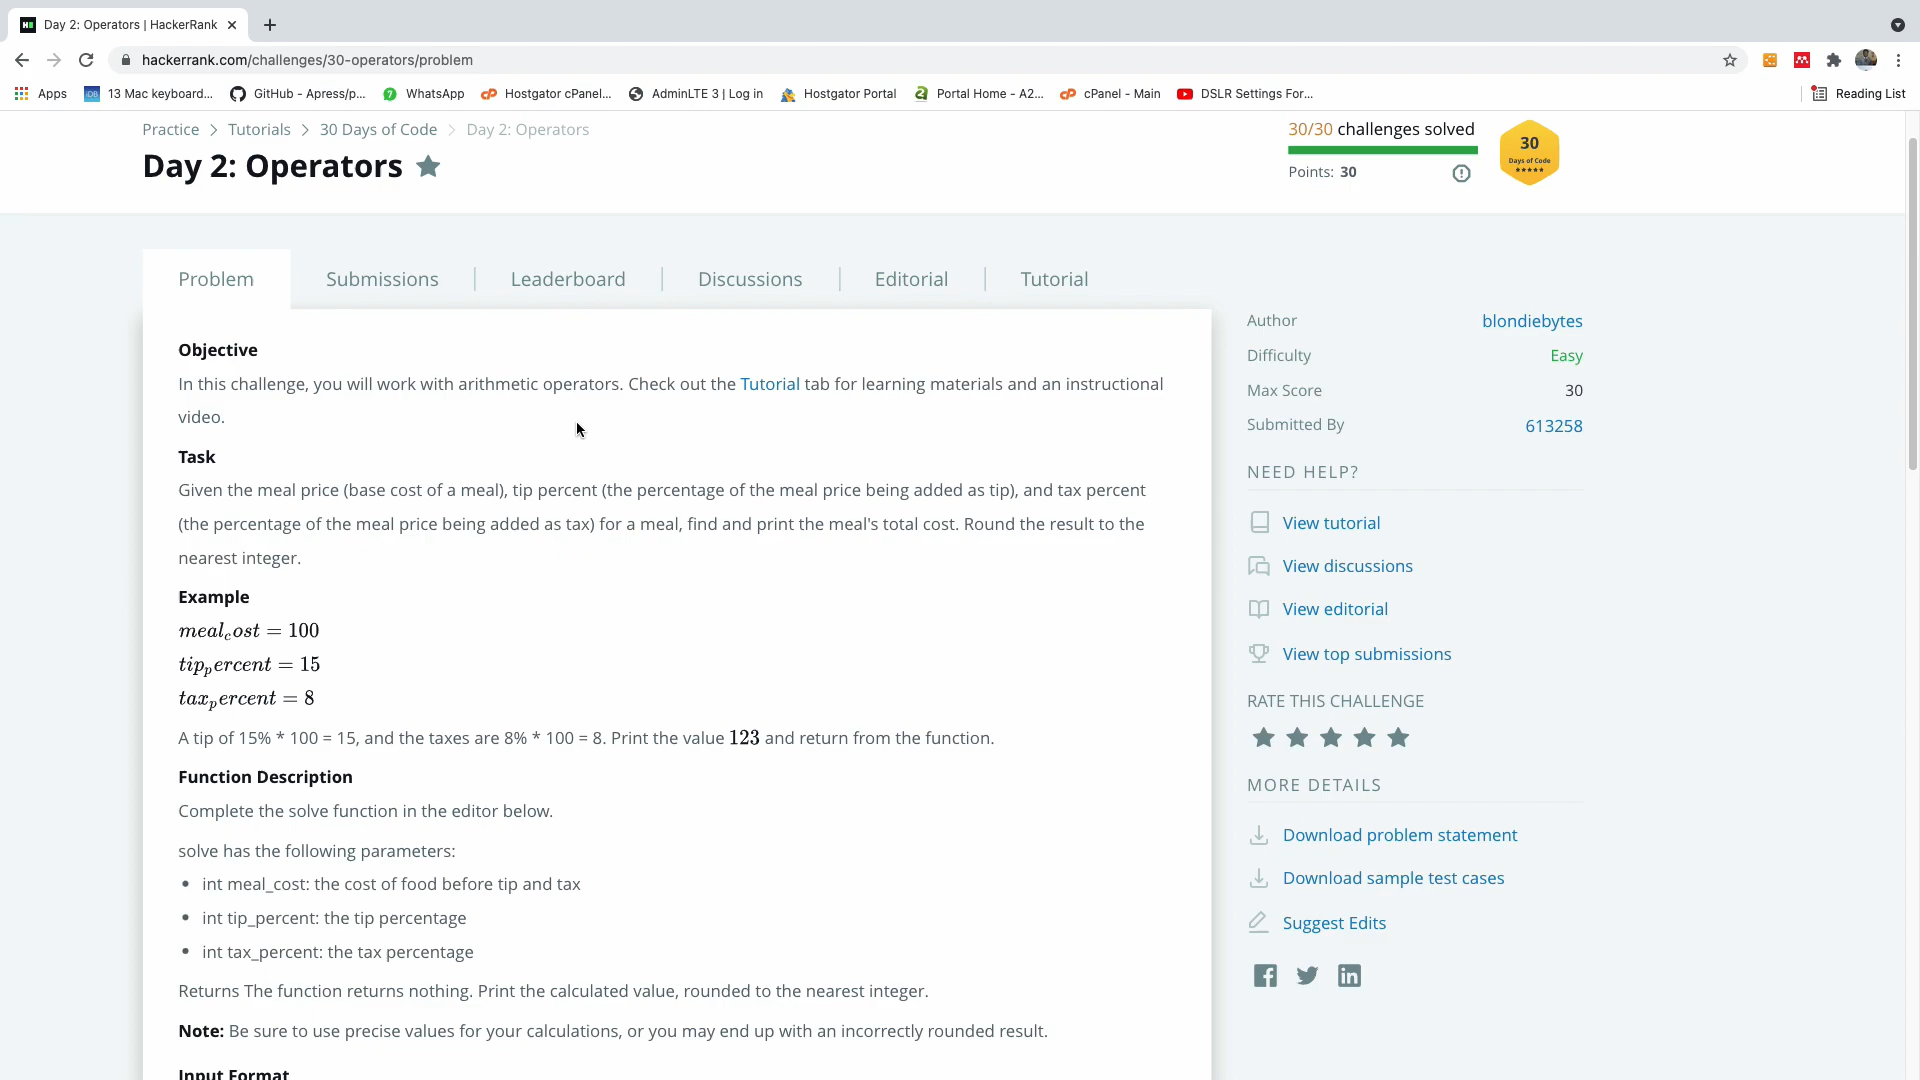 Day 2: Operators | HackerRank
hackerrank.com/challenges/30-operators/problem
Apps 13 Mac keyboard... GitHub - Apress/p... WhatsApp Hostgator cPanel... AdminLTE 3 | Log in Hostgator Portal Portal Home - A2... cPanel - Main DSLR Settings For... Reading List
Practice > Tutorials > 30 Days of Code > Day 2: Operators
Day 2: Operators
30/30 challenges solved
Points: 30
30
Days of Code
Problem Submissions Leaderboard Discussions Editorial Tutorial
Objective
In this challenge, you will work with arithmetic operators. Check out the Tutorial tab for learning materials and an instructional
video.
Task
Given the meal price (base cost of a meal), tip percent (the percentage of the meal price being added as tip), and tax percent
(the percentage of the meal price being added as tax) for a meal, find and print the meal's total cost. Round the result to the
nearest integer.
Example
meal_cost = 100
tip_percent = 15
tax_percent = 8
A tip of 15% * 100 = 15, and the taxes are 8% * 100 = 8. Print the value 123 and return from the function.
Function Description
Complete the solve function in the editor below.
solve has the following parameters:
• int meal_cost: the cost of food before tip and tax
• int tip_percent: the tip percentage
• int tax_percent: the tax percentage
Returns The function returns nothing. Print the calculated value, rounded to the nearest integer.
Note: Be sure to use precise values for your calculations, or you may end up with an incorrectly rounded result.
Input Format
Author blondiebytes
Difficulty Easy
Max Score 30
Submitted By 613258
NEED HELP?
View tutorial
View discussions
View editorial
View top submissions
RATE THIS CHALLENGE
MORE DETAILS
Download problem statement
Download sample test cases
Suggest Edits